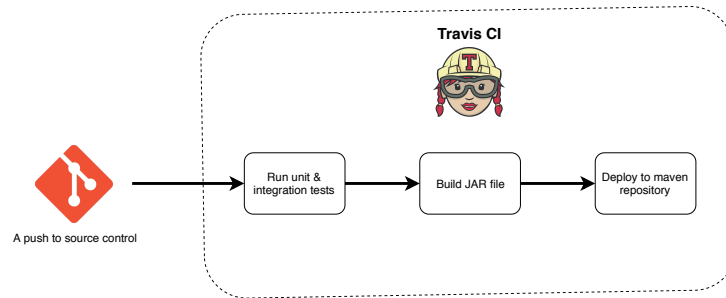 Travis CI
T
Run unit &
integration tests
Build JAR file
Deploy to maven
repository
A push to source control